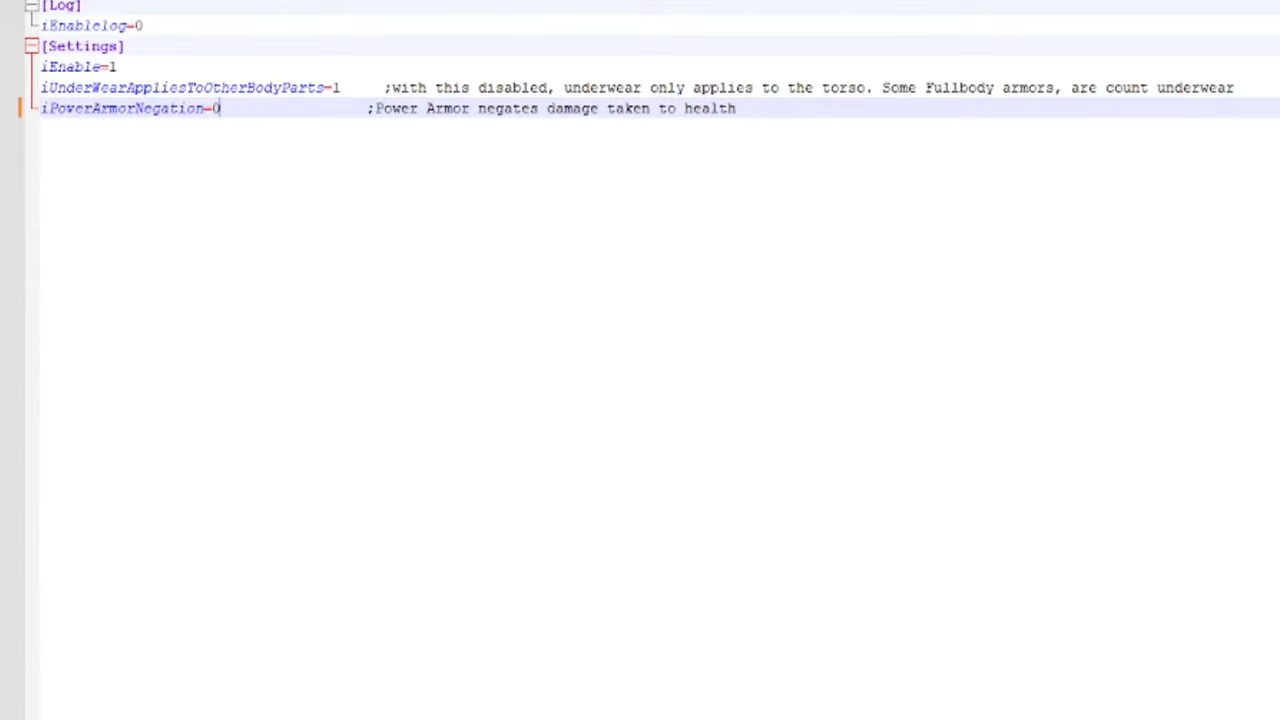 [Log]
iEnablelog=0
[Settings]
iEnable=1
iUnderWearAppliesToOtherBodyParts=1 ;with this disabled, underwear only applies to the torso. Some Fullbody armors, are count underwear
iPowerArmorNegation=0 ;Power Armor negates damage taken to health